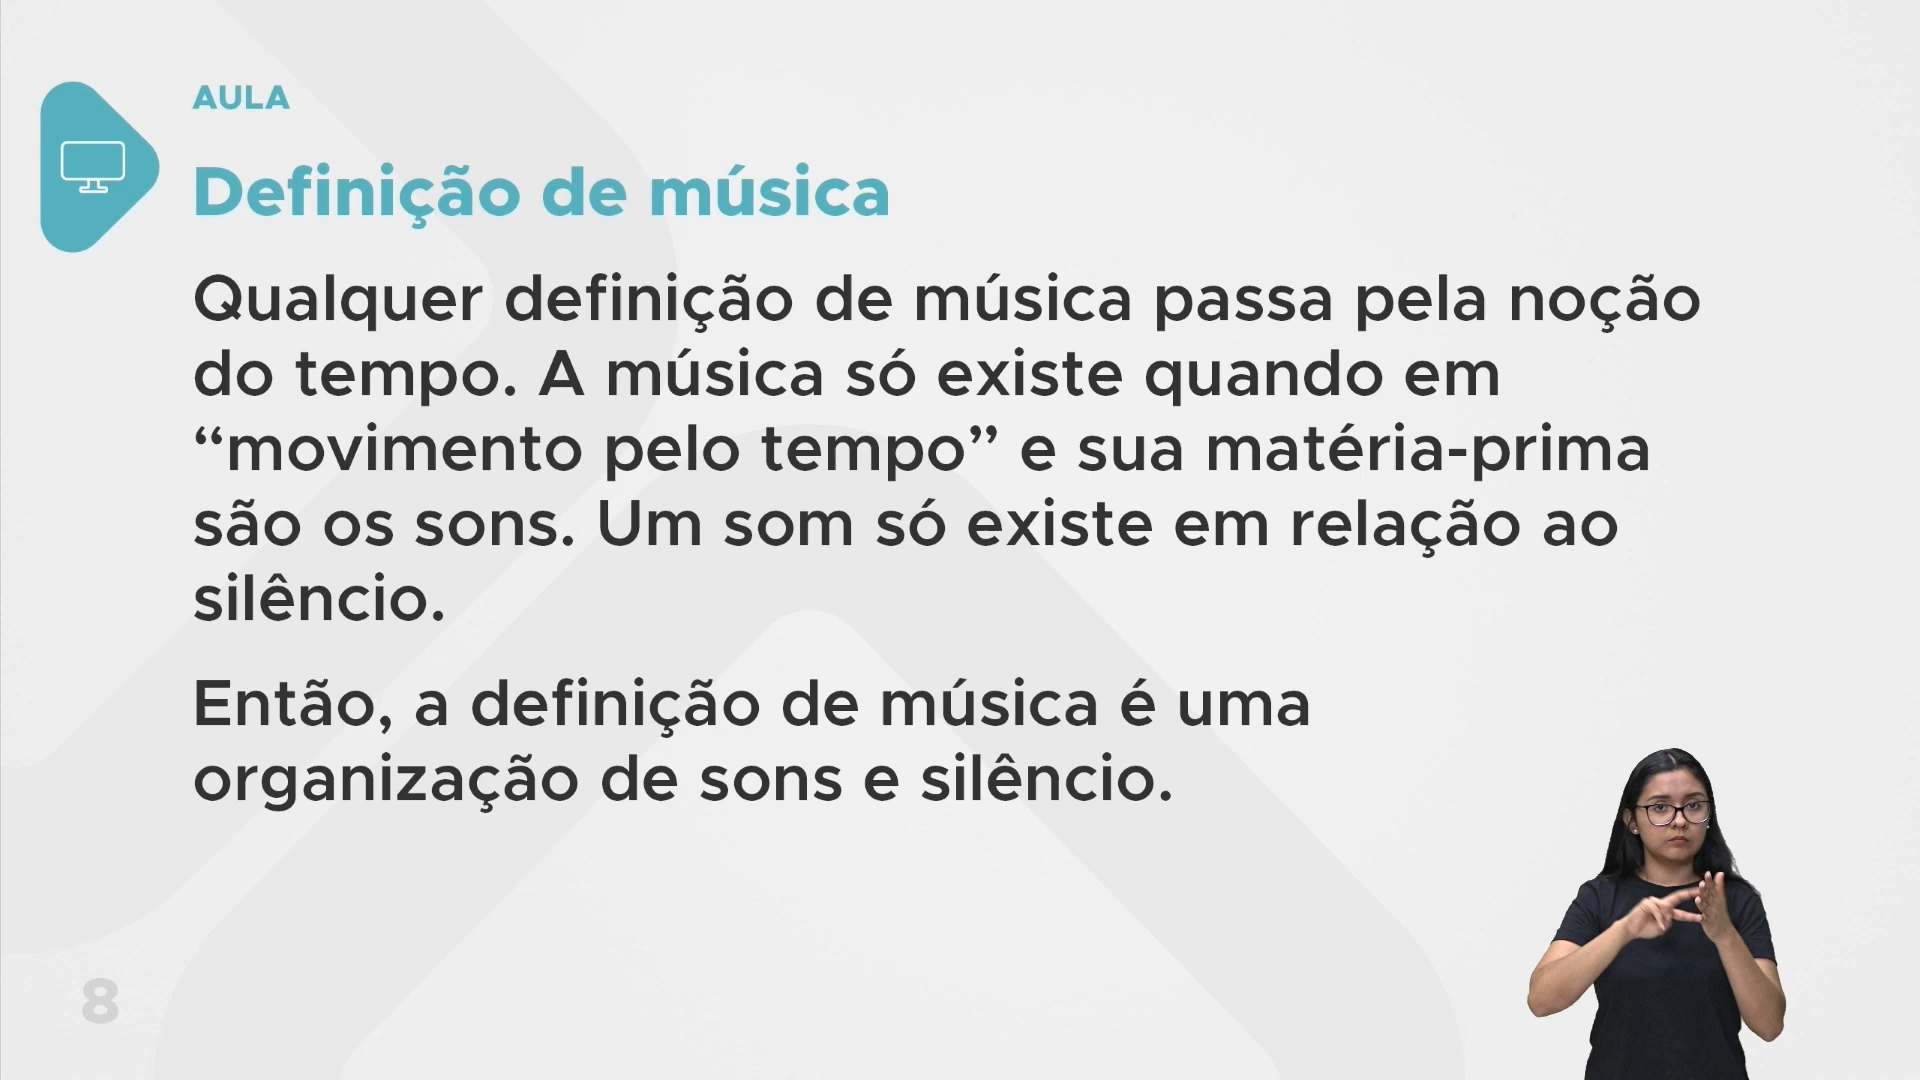 AULA
Definição de música
Qualquer definição de música passa pela noção
do tempo. A música só existe quando em
“movimento pelo tempo” e sua matéria-prima
são os sons. Um som só existe em relação ao
silêncio.
Então, a definição de música é uma
organização de sons e silêncio.
8